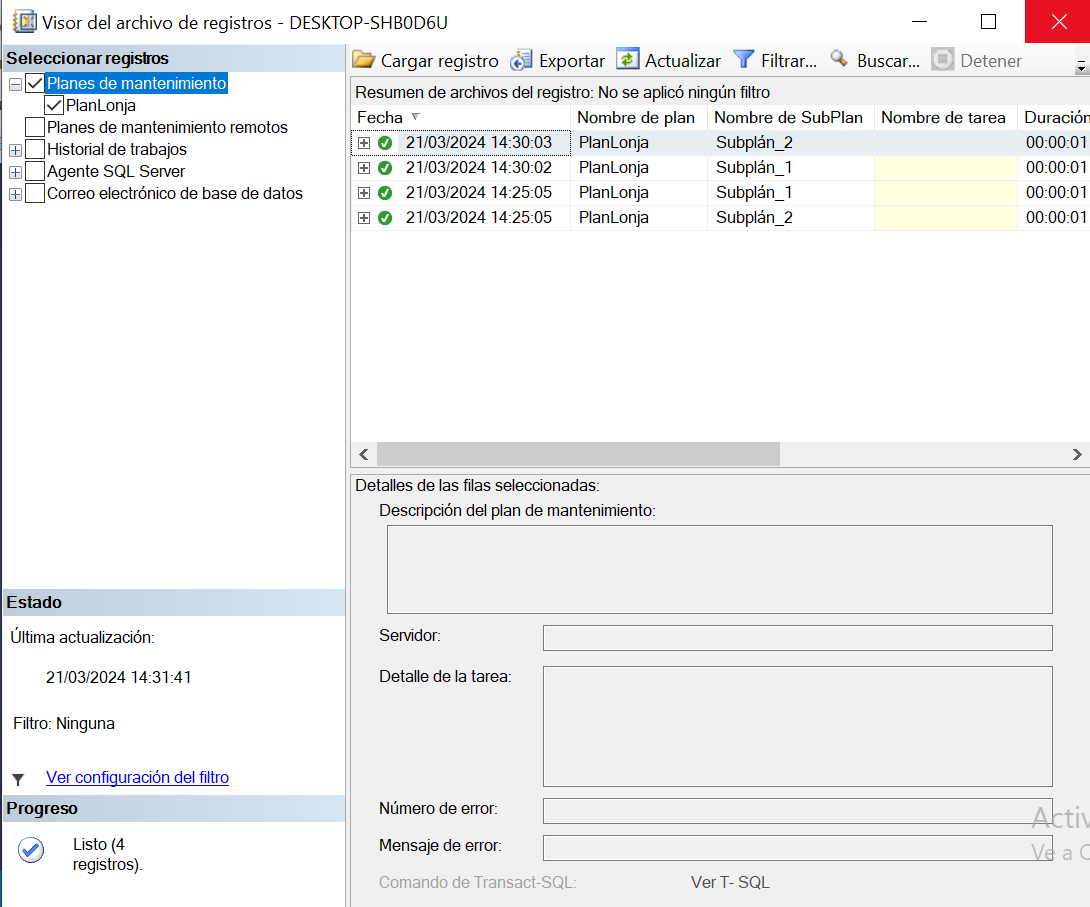 Visor del archivo de registros - DESKTOP-SHB0D6U
Seleccionar registros
Planes de mantenimiento
PlanLonja
Planes de mantenimiento remotos
Historial de trabajos
Agente SQL Server
Correo electrónico de base de datos
Cargar registro Exportar Actualizar Filtrar... Buscar... Detener
Resumen de archivos del registro: No se aplicó ningún filtro
Fecha Nombre de plan Nombre de SubPlan Nombre de tarea Duración
21/03/2024 14:30:03 PlanLonja Subplán_2 00:00:01
21/03/2024 14:30:02 PlanLonja Subplán_1 00:00:01
21/03/2024 14:25:05 PlanLonja Subplán_1 00:00:01
21/03/2024 14:25:05 PlanLonja Subplán_2 00:00:01
Detalles de las filas seleccionadas:
Descripción del plan de mantenimiento:
Servidor:
Detalle de la tarea:
Número de error:
Mensaje de error:
Comando de Transact-SQL: Ver T- SQL
Estado
Última actualización:
21/03/2024 14:31:41
Filtro: Ninguna
Ver configuración del filtro
Progreso
Listo (4
registros).
Activ
Ve a C